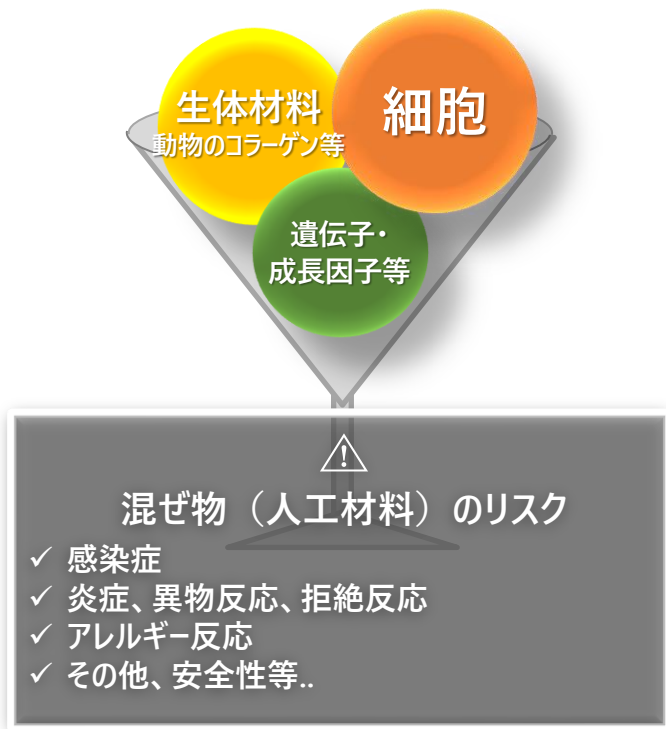 生体材料
動物のコラーゲン等
細胞
遺伝子・
成長因子等
混ぜ物（人工材料）のリスク
✓ 感染症
✓ 炎症、異物反応、拒絶反応
✓ アレルギー反応
✓ その他、安全性等..